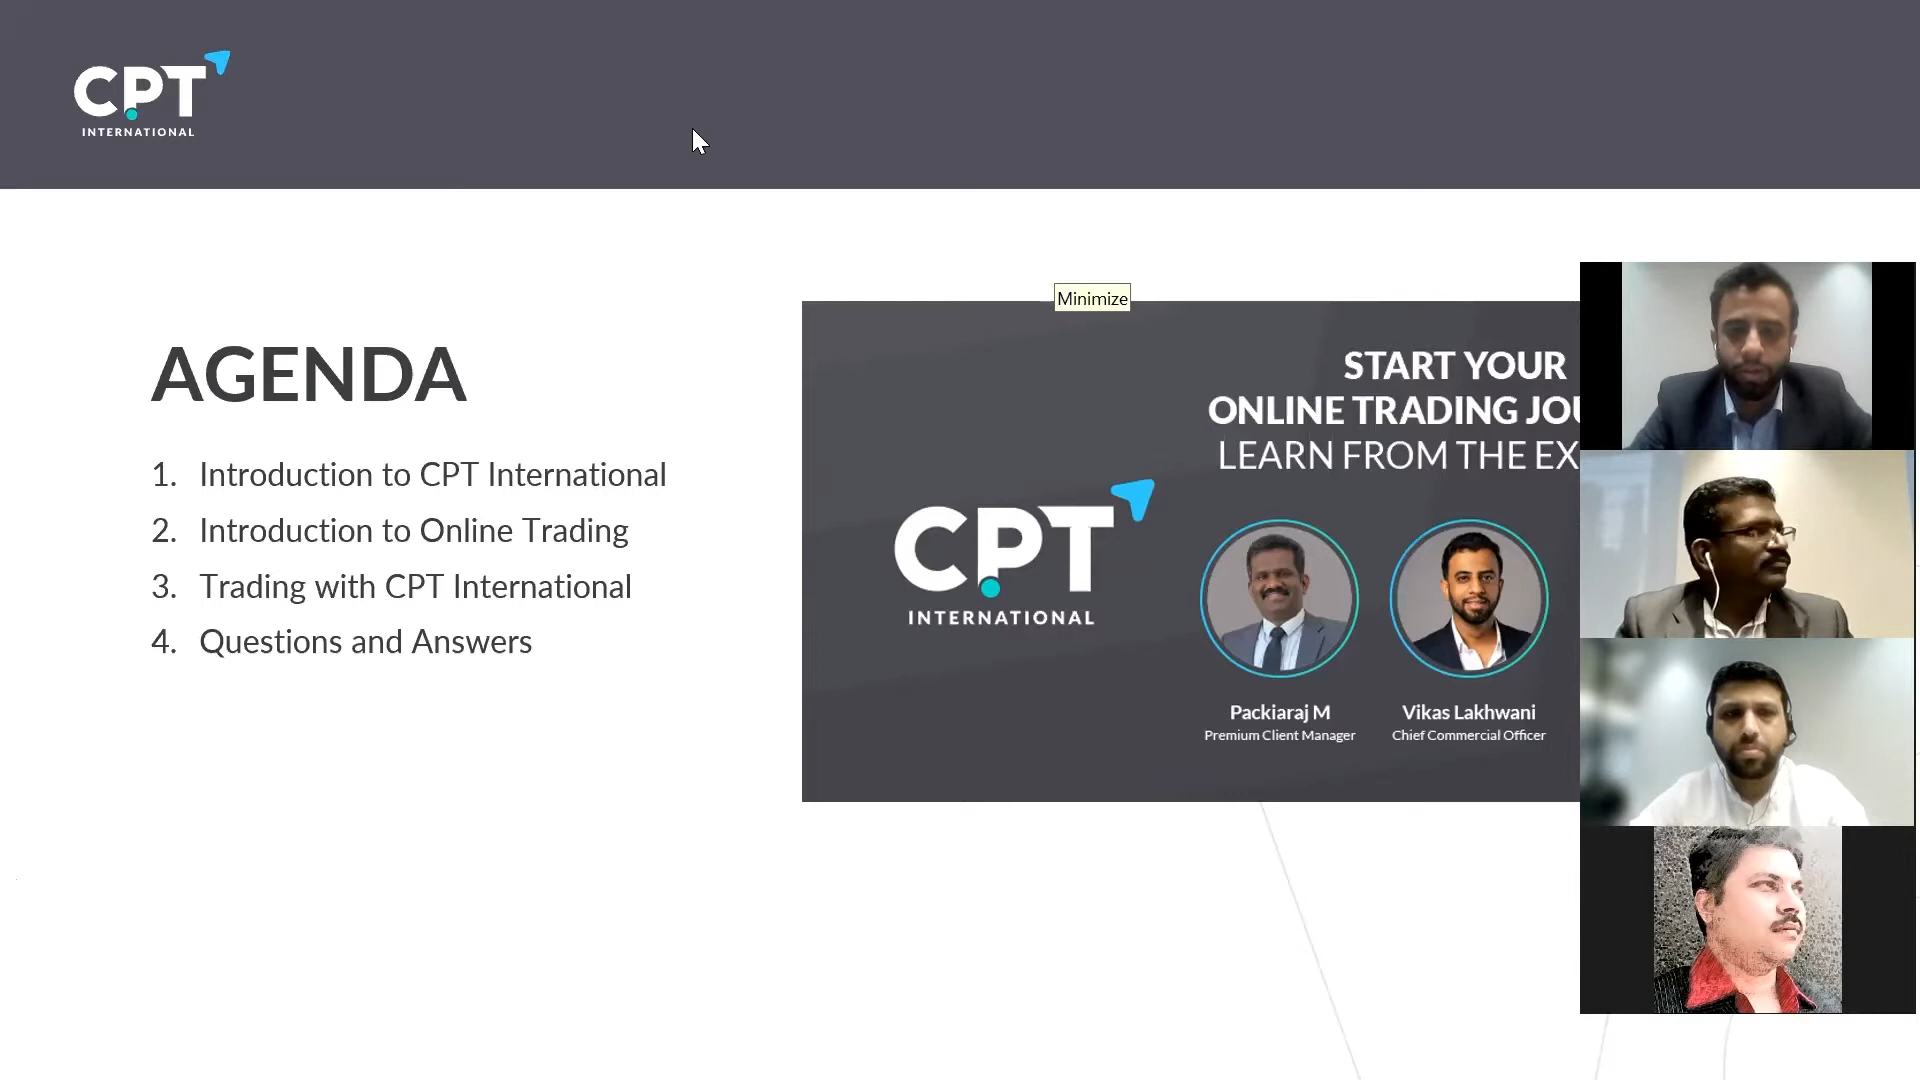 CPT
INTERNATIONAL
Minimize
AGENDA
1. Introduction to CPT International
2. Introduction to Online Trading
3. Trading with CPT International
4. Questions and Answers
START YOUR
ONLINE TRADING JOU
LEARN FROM THE EX
CPT
INTERNATIONAL
Packiaraj M
Premium Client Manager
Vikas Lakhwani
Chief Commercial Officer